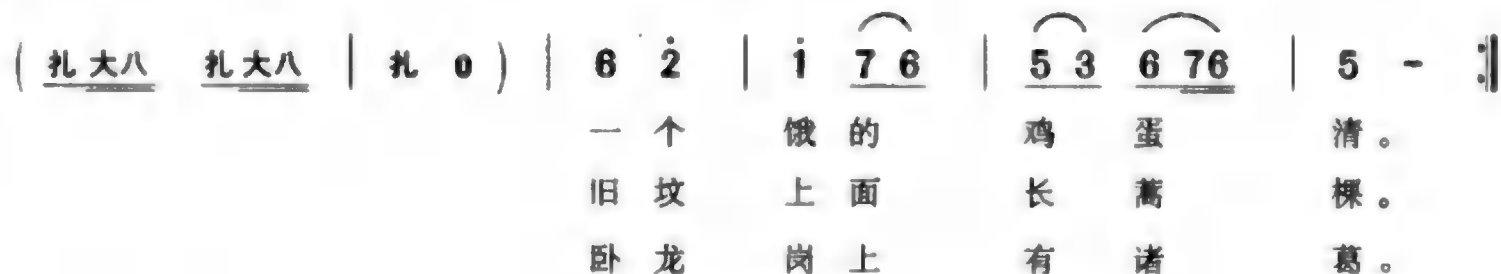 ( 扎 大八 扎 大八 | 扎 0 ) | 6 2̇ | 1̇ 7 6 | 5 3 6 76 | 5 - :‖
一 个 饿 的 鸡 蛋 清 。
旧 坟 上 面 长 蒿 棵 。
卧 龙 岗 上 有 诸 葛 。